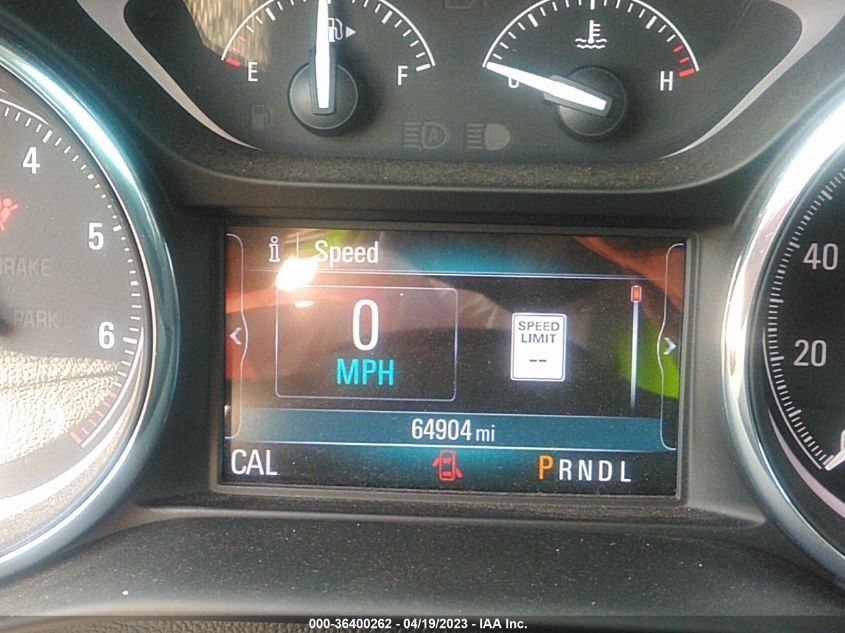 E
F
C
H
A
4
5
6
BRAKE
PARK
i
Speed
0
MPH
SPEED
LIMIT
--
64904 mi
CAL
PRNDL
40
20
0
000-36400262 - 04/19/2023 - IAA Inc.